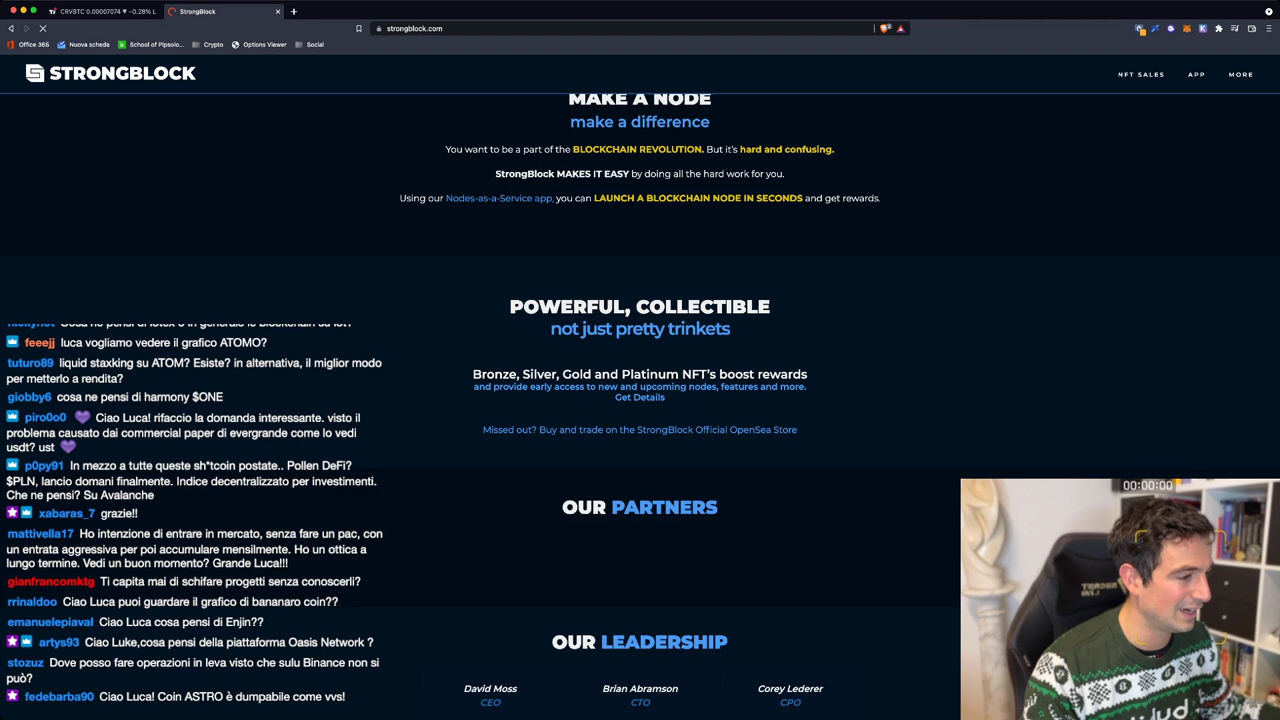 CRVBTC 0.00007074 ▼ −0.28% L
StrongBlock
strongblock.com
Office 365
Nuova scheda
School of Pipsolo...
Crypto
Options Viewer
Social
STRONGBLOCK
NFT SALES
APP
MORE
MAKE A NODE
make a difference
You want to be a part of the BLOCKCHAIN REVOLUTION. But it's hard and confusing.
StrongBlock MAKES IT EASY by doing all the hard work for you.
Using our Nodes-as-a-Service app, you can LAUNCH A BLOCKCHAIN NODE IN SECONDS and get rewards.
POWERFUL, COLLECTIBLE
not just pretty trinkets
Bronze, Silver, Gold and Platinum NFT's boost rewards
and provide early access to new and upcoming nodes, features and more.
Get Details
Missed out? Buy and trade on the StrongBlock Official OpenSea Store
OUR PARTNERS
OUR LEADERSHIP
David Moss
CEO
Brian Abramson
CTO
Corey Lederer
CPO
feeejj luca vogliamo vedere il grafico ATOMO?
tuturo89 liquid staxking su ATOM? Esiste? in alternativa, il miglior modo
per metterlo a rendita?
giobby6 cosa ne pensi di harmony $ONE
piro0o0 Ciao Luca! rifaccio la domanda interessante. visto il
problema causato dai commercial paper di evergrande come lo vedi
usdt? ust
p0py91 In mezzo a tutte queste sh*tcoin postate.. Pollen DeFi?
$PLN, lancio domani finalmente. Indice decentralizzato per investimenti.
Che ne pensi? Su Avalanche
xabaras_7 grazie!!
mattivella17 Ho intenzione di entrare in mercato, senza fare un pac, con
un entrata aggressiva per poi accumulare mensilmente. Ho un ottica a
lungo termine. Vedi un buon momento? Grande Luca!!!
gianfrancomktg Ti capita mai di schifare progetti senza conoscerli?
rrinaldoo Ciao Luca puoi guardare il grafico di bananaro coin??
emanuelepiaval Ciao Luca cosa pensi di Enjin??
artys93 Ciao Luke,cosa pensi della piattaforma Oasis Network ?
stozuz Dove posso fare operazioni in leva visto che sulu Binance non si
può?
fedebarba90 Ciao Luca! Coin ASTRO è dumpabile come vvs!
00:00:00